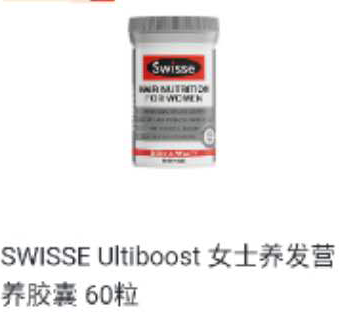 Swisse
HAIR NUTRITION
FOR WOMEN
SWISSE Ultiboost 女士养发营
养胶囊 60粒